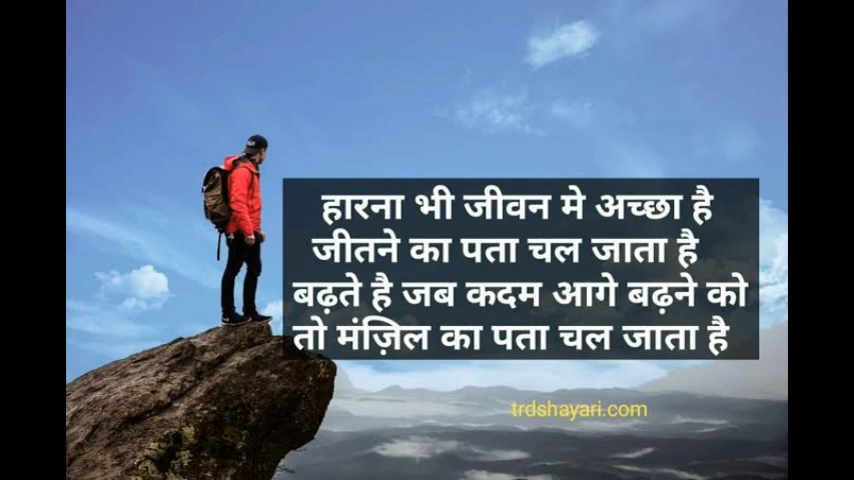 हारना भी जीवन मे अच्छा है
जीतने का पता चल जाता है
बढ़ते है जब कदम आगे बढ़ने को
तो मंज़िल का पता चल जाता है
trdshayari.com